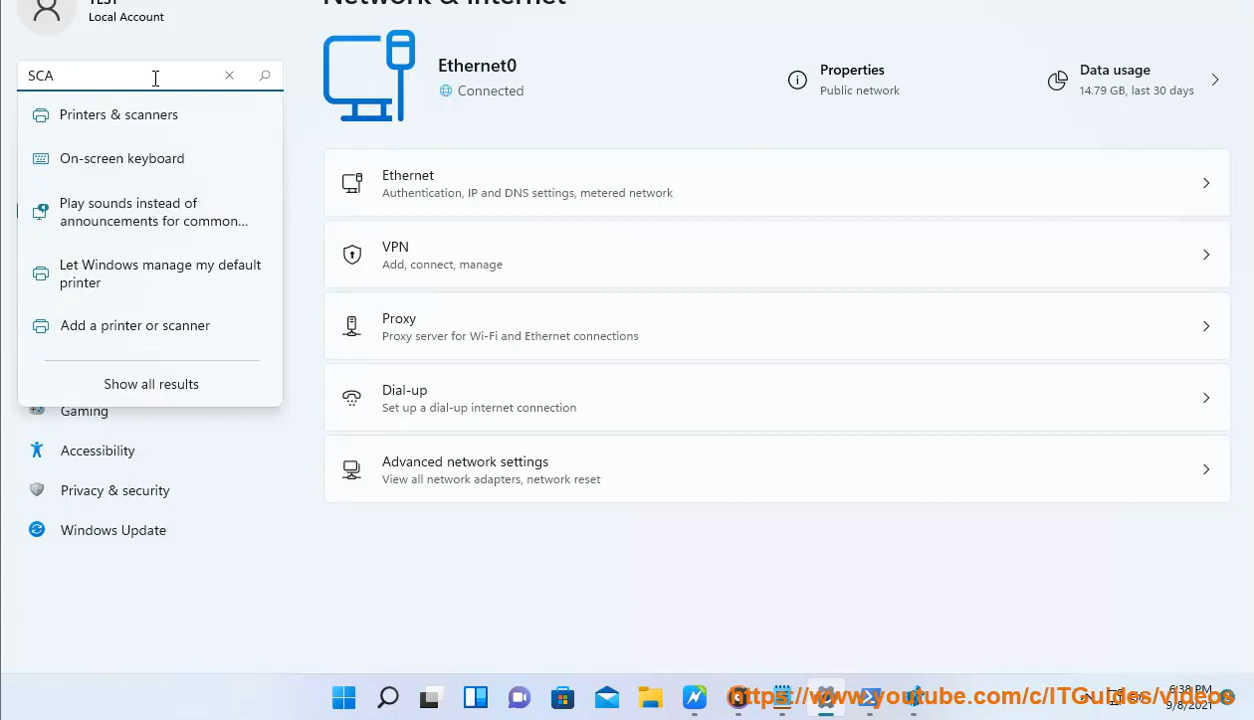 Local Account
Network & Internet
SCA
Printers & scanners
On-screen keyboard
Play sounds instead of
announcements for common...
Let Windows manage my default
printer
Add a printer or scanner
Show all results
Gaming
Accessibility
Privacy & security
Windows Update
Ethernet0
Connected
Properties
Public network
Data usage
14.79 GB, last 30 days
Ethernet
Authentication, IP and DNS settings, metered network
VPN
Add, connect, manage
Proxy
Proxy server for Wi-Fi and Ethernet connections
Dial-up
Set up a dial-up internet connection
Advanced network settings
View all network adapters, network reset
https://www.youtube.com/c/ITGuides/videos
6:38 PM
9/8/2021